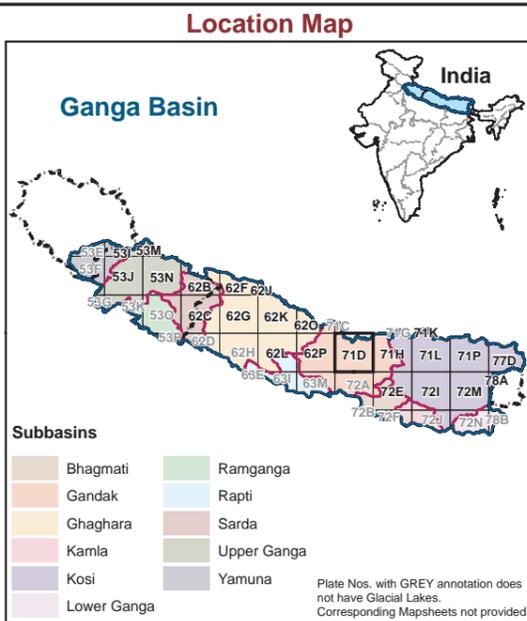 Location Map
India
Ganga Basin
53E 53I 53M
53F 53J 53N 62B 62F 62J
53G 53K 53O 62C 62G 62K 62O 71C 71G 71K
53P 62D 62H 62L 62P 71D 71H 71L 71P 77D
63E 63I 63M 72A 72E 72I 72M 78A
72B 72F 72J 72N 78B
Subbasins
Bhagmati
Gandak
Ghaghara
Kamla
Kosi
Lower Ganga
Ramganga
Rapti
Sarda
Upper Ganga
Yamuna
Plate Nos. with GREY annotation does
not have Glacial Lakes.
Corresponding Mapsheets not provided